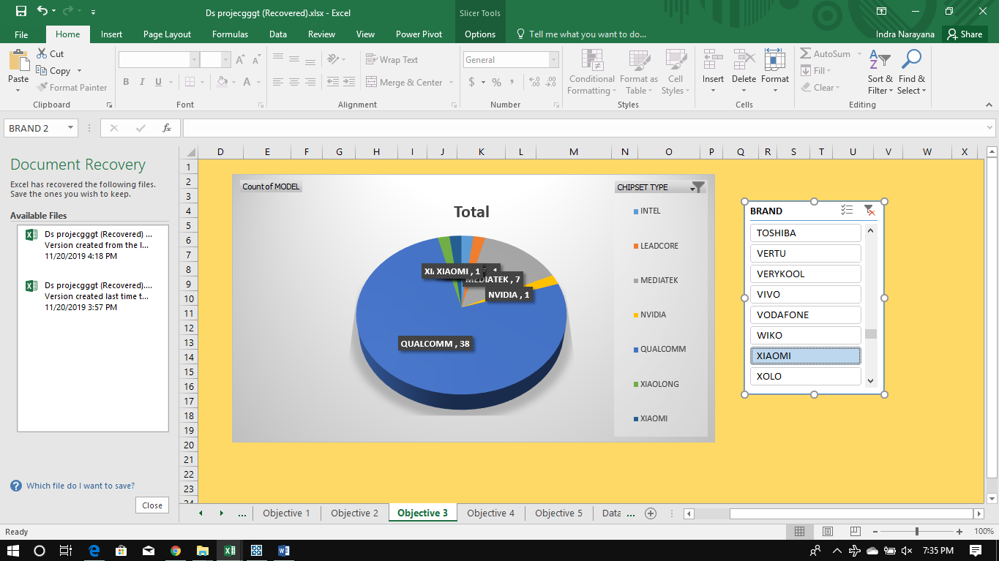 Ds projecgggt (Recovered).xlsx - Excel
Slicer Tools
File Home Insert Page Layout Formulas Data Review View Power Pivot Options Tell me what you want to do... Indra Narayana Share
Paste
Cut
Copy
Format Painter
Clipboard
B I U A
Font
Wrap Text
Merge & Center
Alignment
General
$ % ,
Number
Conditional Formatting
Format as Table
Cell Styles
Styles
Insert Delete Format
Cells
AutoSum
Fill
Clear
Sort & Filter
Find & Select
Editing
BRAND 2
fx
Document Recovery
Excel has recovered the following files.
Save the ones you wish to keep.
Available Files
Ds projecgggt (Recovered) ...
Version created from the l...
11/20/2019 4:18 PM
Ds projecgggt (Recovered)....
Version created last time t...
11/20/2019 3:57 PM
Which file do I want to save?
Close
D E F G H I J K L M N O P Q R S T U V W X
1
2
3
4
5
6
7
8
9
10
11
12
13
14
15
16
17
18
19
20
21
22
23
24
Count of MODEL
Total
XIAOMI , 1
MEDIATEK , 7
NVIDIA , 1
QUALCOMM , 38
CHIPSET TYPE
INTEL
LEADCORE
MEDIATEK
NVIDIA
QUALCOMM
XIAOLONG
XIAOMI
BRAND
TOSHIBA
VERTU
VERYKOOL
VIVO
VODAFONE
WIKO
XIAOMI
XOLO
... Objective 1 Objective 2 Objective 3 Objective 4 Objective 5 Data ...
Ready
100%
7:35 PM